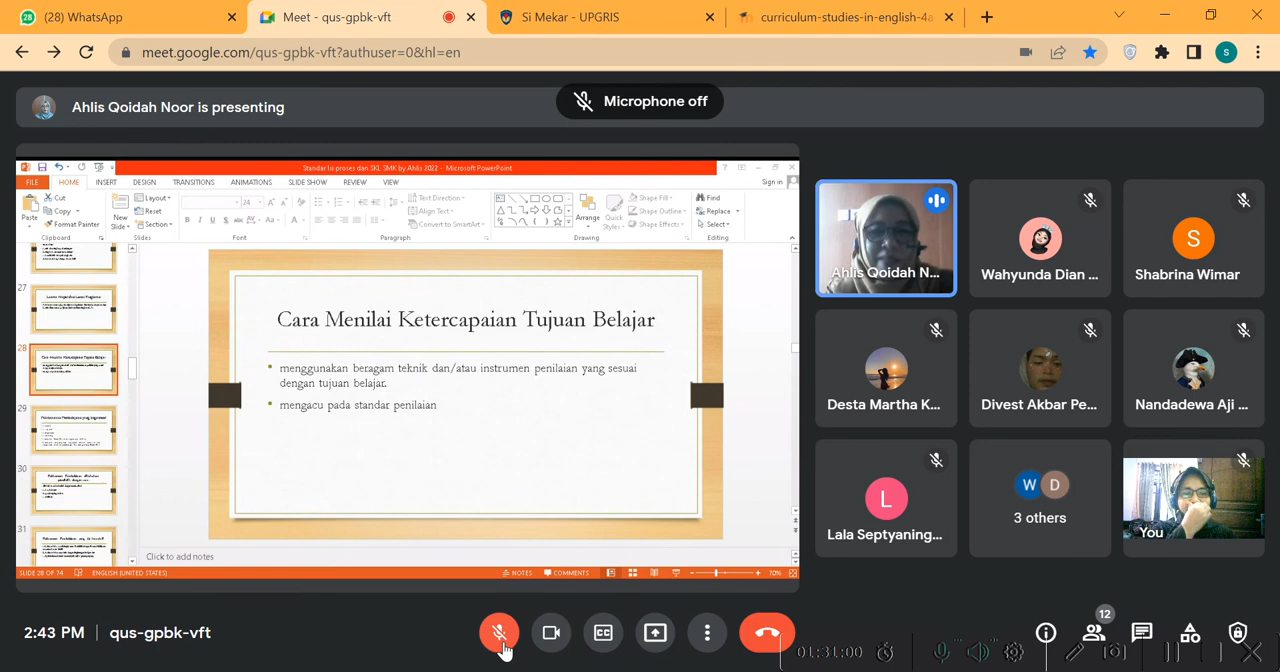 (28) WhatsApp
Meet - qus-gpbk-vft
Si Mekar - UPGRIS
curriculum-studies-in-english-4a
meet.google.com/qus-gpbk-vft?authuser=0&hl=en
S
Ahlis Qoidah Noor is presenting
Microphone off
Standar Isi proses dan SKL SMK by Ahlis 2022 - Microsoft PowerPoint
FILE HOME INSERT DESIGN TRANSITIONS ANIMATIONS SLIDE SHOW REVIEW VIEW Sign in
Paste
Cut
Copy
Format Painter
Clipboard
New Slide
Layout
Reset
Section
Slides
24
Font
Text Direction
Align Text
Convert to SmartArt
Paragraph
Arrange
Quick Styles
Shape Fill
Shape Outline
Shape Effects
Drawing
Find
Replace
Select
Editing
27
28
29
30
31
Cara Menilai Ketercapaian Tujuan Belajar
• menggunakan beragam teknik dan/atau instrumen penilaian yang sesuai
dengan tujuan belajar.
• mengacu pada standar penilaian
Click to add notes
SLIDE 28 OF 74 ENGLISH (UNITED STATES) NOTES COMMENTS 70%
Ahlis Qoidah N...
Wahyunda Dian ...
S
Shabrina Wimar
Desta Martha K...
Divest Akbar Pe...
Nandadewa Aji ...
L
Lala Septyaning...
W D
3 others
You
2:43 PM | qus-gpbk-vft
CC
12
01:31:00